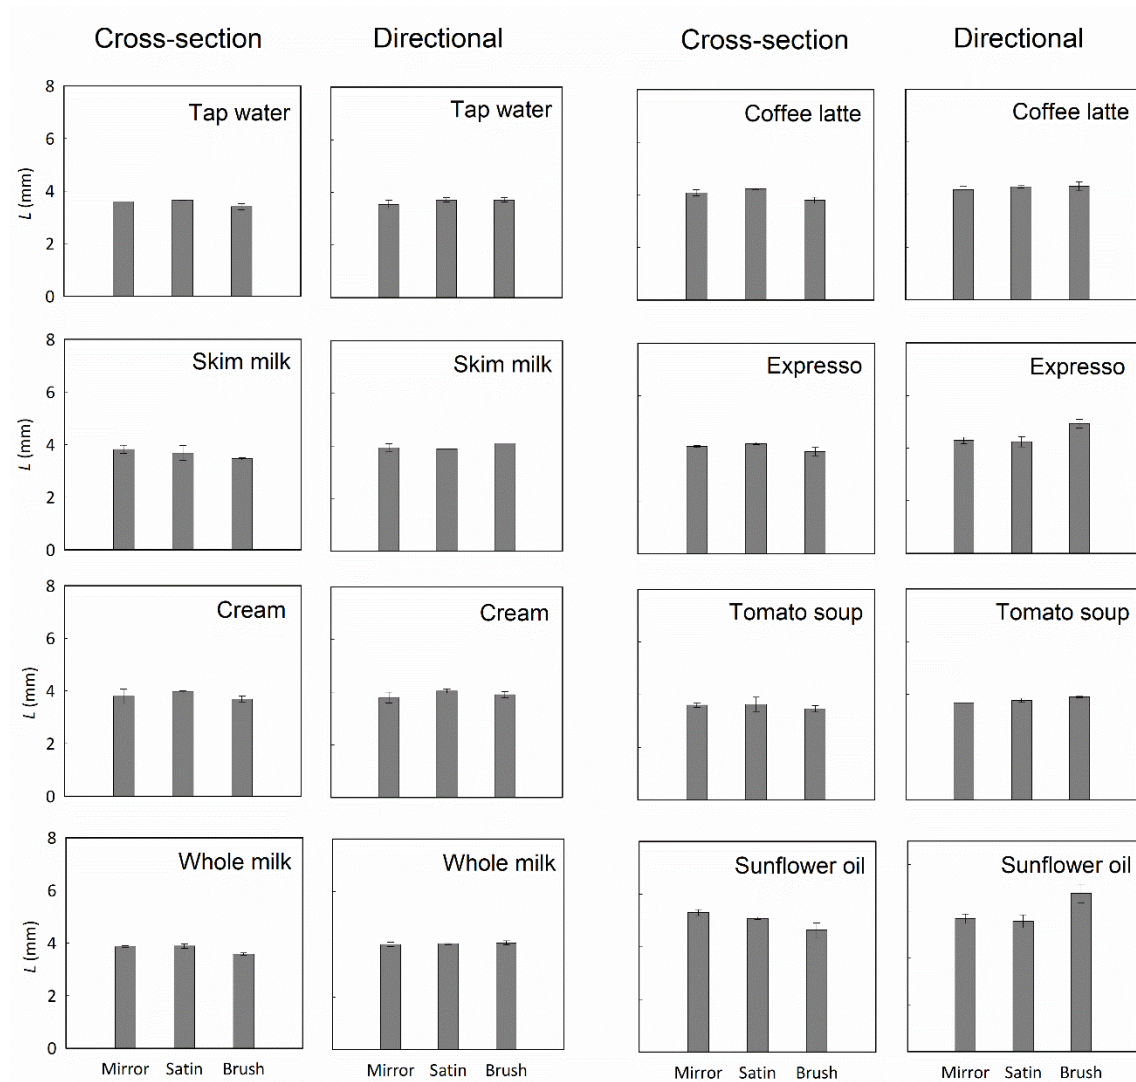 Cross-section Directional Cross-section Directional
8 Tap water Tap water Coffee latte Coffee latte
6
L (mm)
4
2
0
8 Skim milk Skim milk Expresso Expresso
6
L (mm)
4
2
0
8 Cream Cream Tomato soup Tomato soup
6
L (mm)
4
2
0
8 Whole milk Whole milk Sunflower oil Sunflower oil
6
L (mm)
4
2
0
Mirror Satin Brush Mirror Satin Brush Mirror Satin Brush Mirror Satin Brush